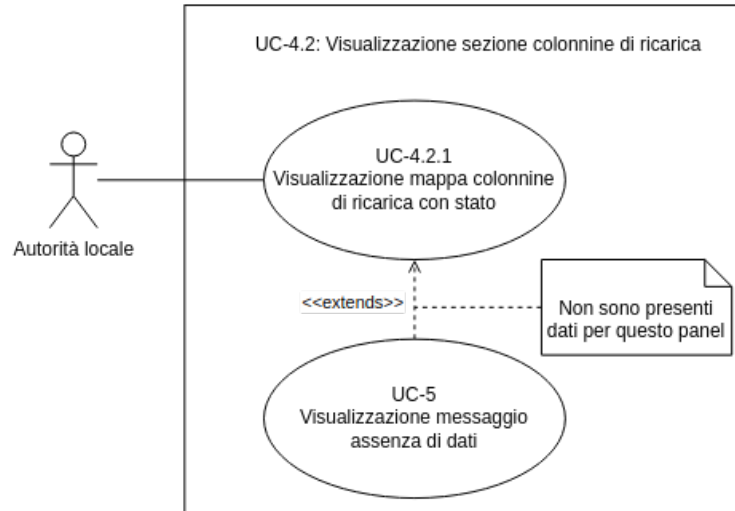 UC-4.2: Visualizzazione sezione colonnine di ricarica
UC-4.2.1
Visualizzazione mappa colonnine
di ricarica con stato
Autorità locale
<<extends>>
Non sono presenti
dati per questo panel
UC-5
Visualizzazione messaggio
assenza di dati